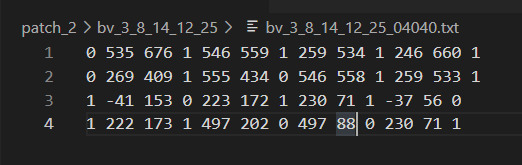 patch_2 > bv_3_8_14_12_25 > bv_3_8_14_12_25_04040.txt
1 0 535 676 1 546 559 1 259 534 1 246 660 1
2 0 269 409 1 555 434 0 546 558 1 259 533 1
3 1 -41 153 0 223 172 1 230 71 1 -37 56 0
4 1 222 173 1 497 202 0 497 88 0 230 71 1